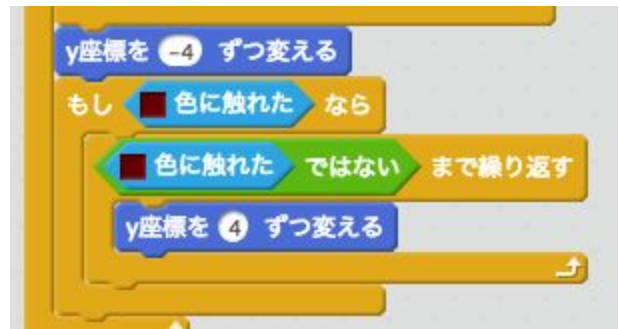 y座標を -4 ずつ変える
もし 色に触れた なら
色に触れた ではない まで繰り返す
y座標を 4 ずつ変える